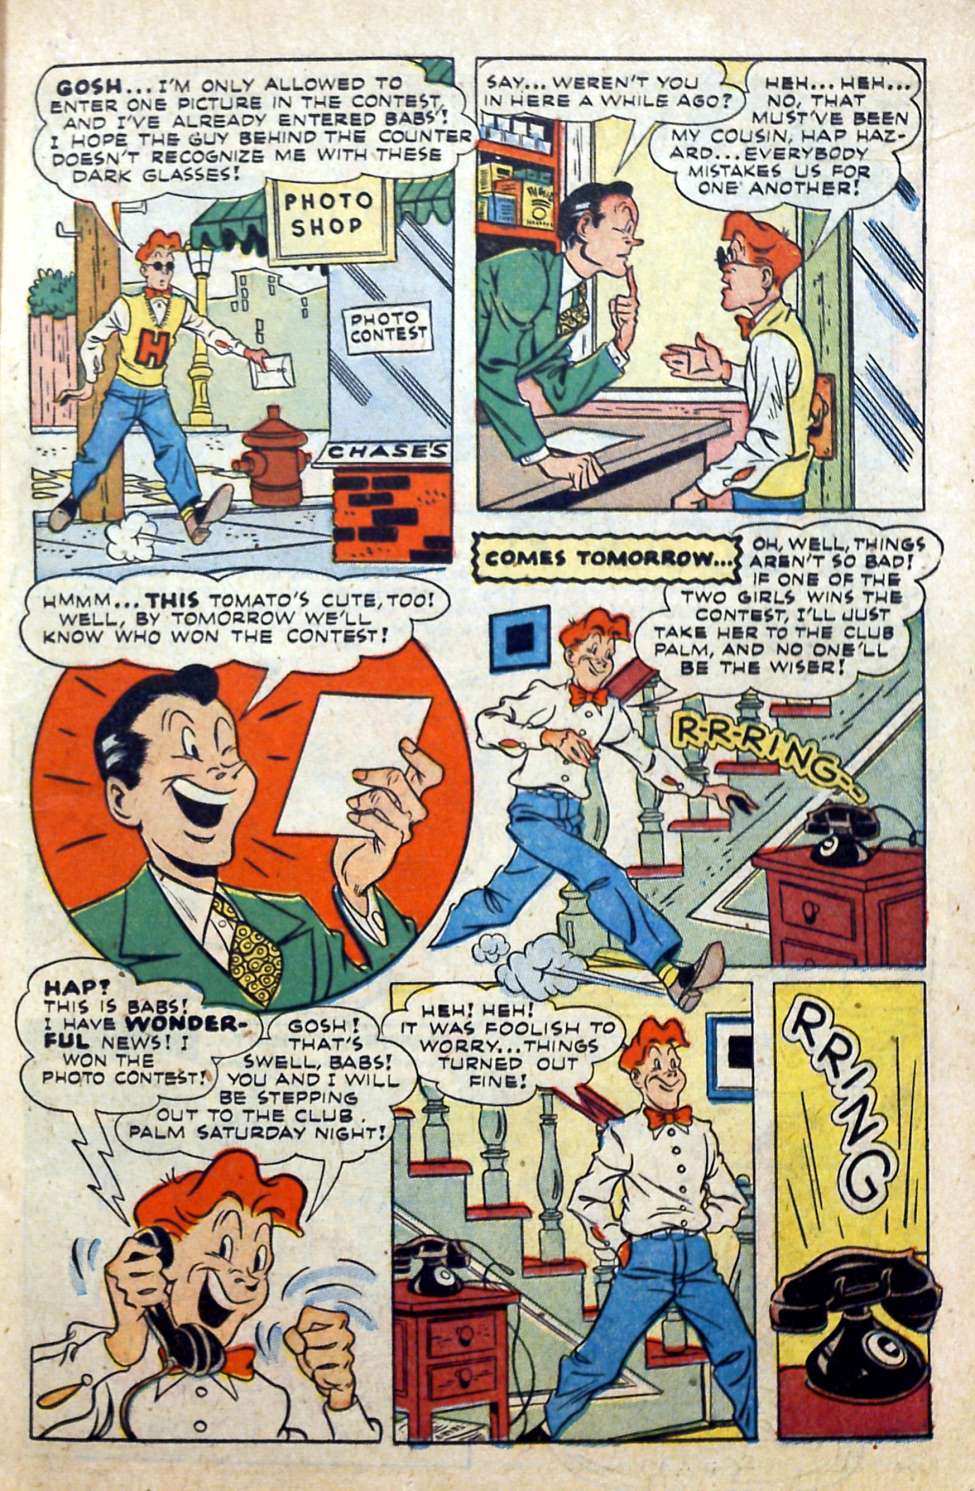 GOSH... I'M ONLY ALLOWED TO
ENTER ONE PICTURE IN THE CONTEST,
AND I'VE ALREADY ENTERED BABS'!
I HOPE THE GUY BEHIND THE COUNTER
DOESN'T RECOGNIZE ME WITH THESE
DARK GLASSES!
PHOTO
SHOP
PHOTO
CONTEST
H
CHASE'S
SAY... WEREN'T YOU
IN HERE A WHILE AGO?
HEH... HEH...
NO, THAT
MUST'VE BEEN
MY COUSIN, HAP HAZ-
ARD... EVERYBODY
MISTAKES US FOR
ONE ANOTHER!
HMMM... THIS TOMATO'S CUTE, TOO!
WELL, BY TOMORROW WE'LL
KNOW WHO WON THE CONTEST!
COMES TOMORROW...
OH, WELL, THINGS
AREN'T SO BAD!
IF ONE OF THE
TWO GIRLS WINS THE
CONTEST, I'LL JUST
TAKE HER TO THE CLUB
PALM, AND NO ONE'LL
BE THE WISER!
R-R-RING--
HAP?
THIS IS BABS!
I HAVE WONDER-
FUL NEWS! I
WON THE
PHOTO CONTEST!
GOSH!
THAT'S
SWELL, BABS!
YOU AND I WILL
BE STEPPING
OUT TO THE CLUB
PALM SATURDAY NIGHT!
HEH! HEH!
IT WAS FOOLISH TO
WORRY... THINGS
TURNED OUT
FINE!
RR-ING